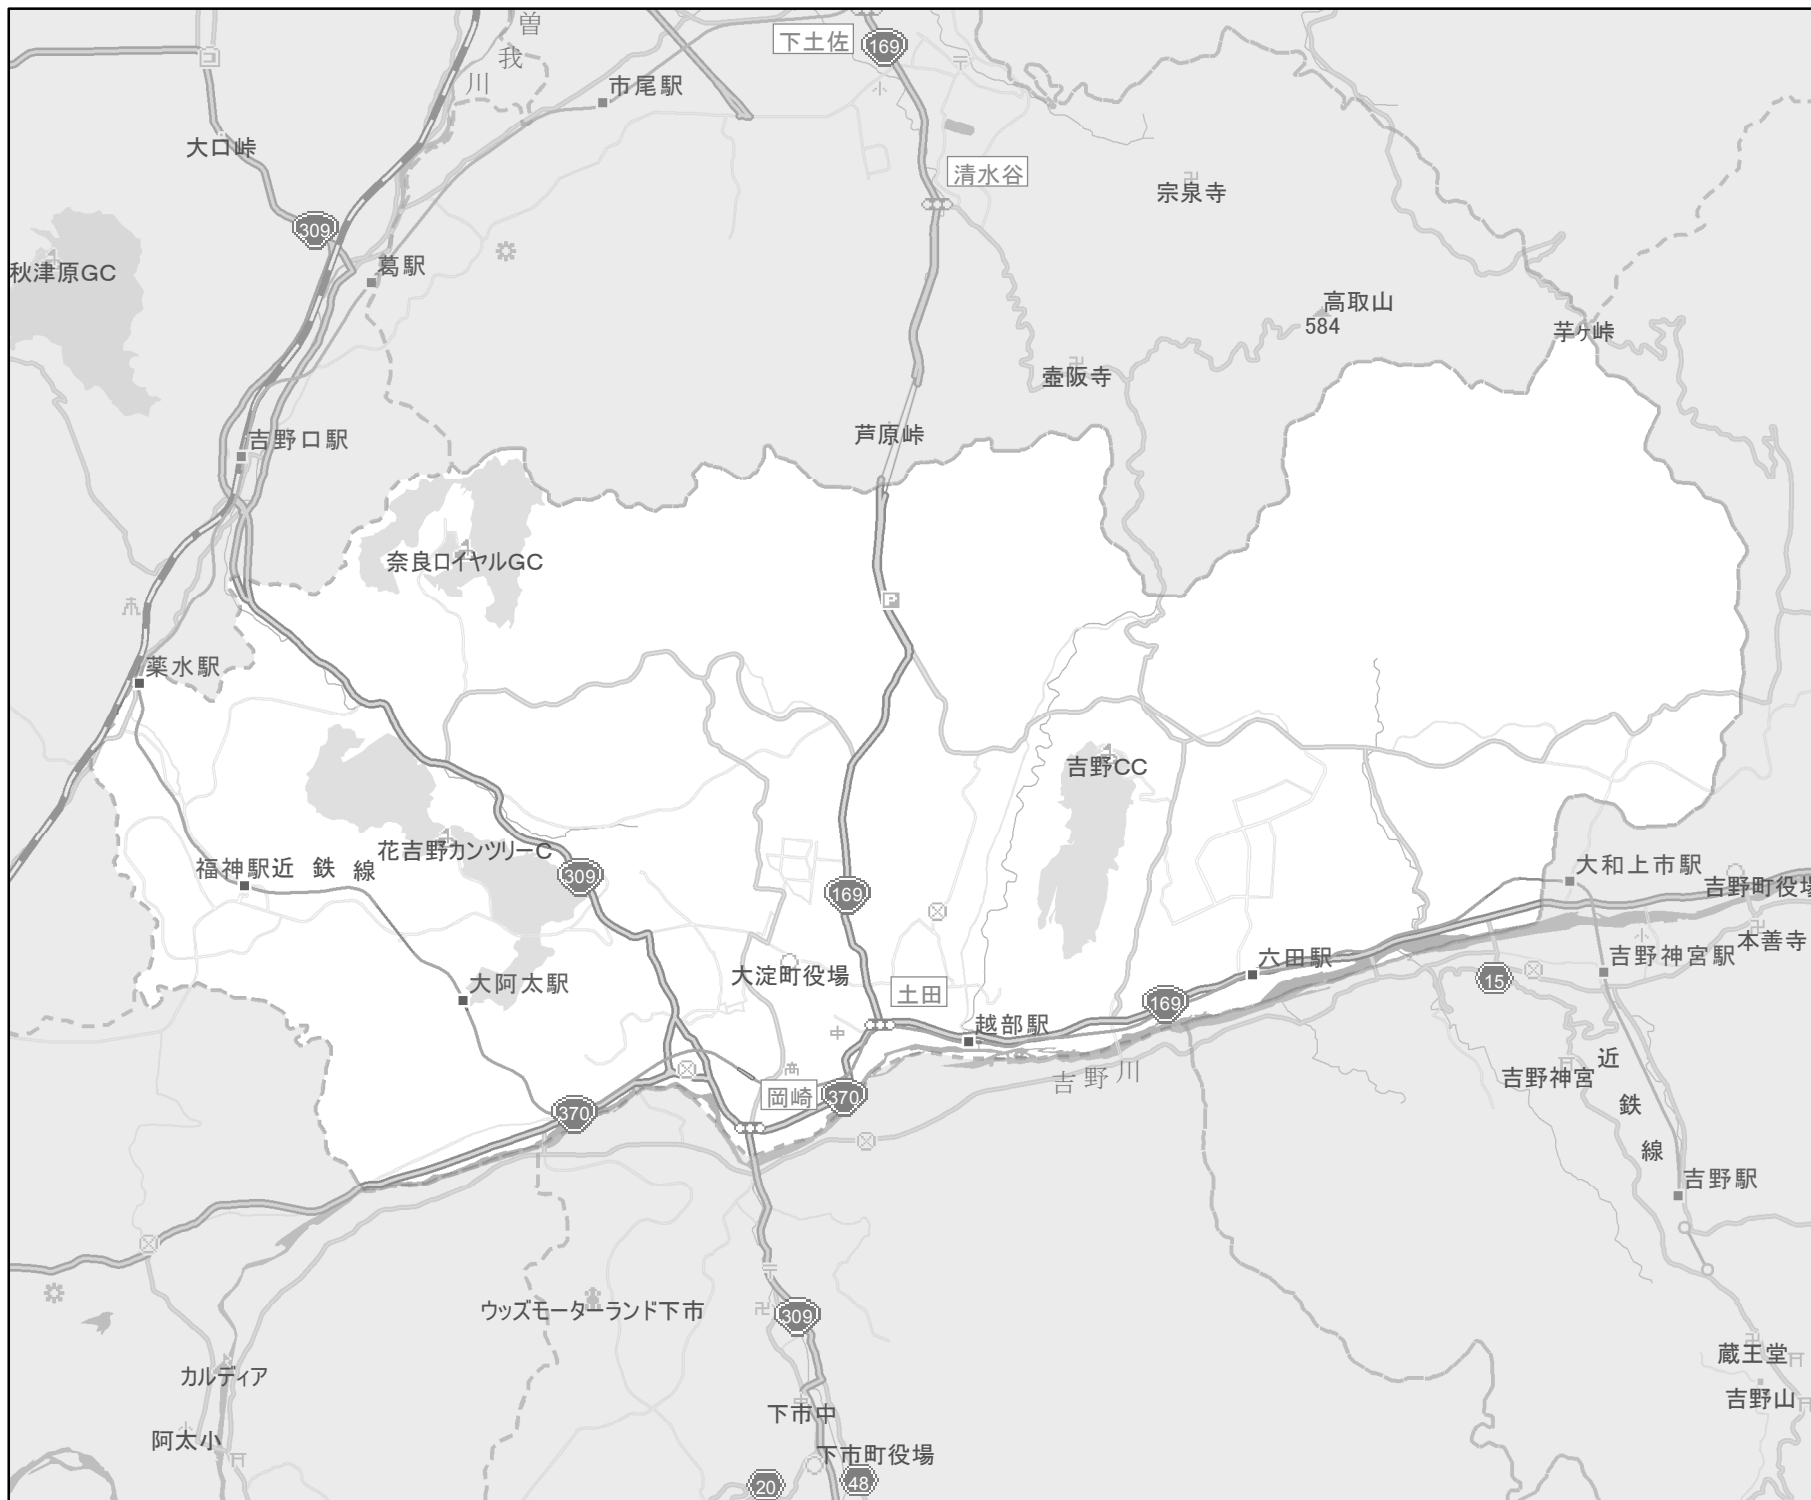 曽我川
下土佐
169
市尾駅
大口峠
清水谷
宗泉寺
309
葛駅
秋津原GC
高取山
584
芋ヶ峠
壺阪寺
芦原峠
吉野口駅
奈良ロイヤルGC
P
薬水駅
吉野CC
花吉野カンツリーC
309
福神駅
近鉄線
169
大和上市駅
吉野町役場
本善寺
大淀町役場
六田駅
吉野神宮駅
15
大阿太駅
土田
169
越部駅
中
高
岡崎
370
370
吉野川
吉野神宮
近鉄線
吉野駅
ウッズモーターランド下市
309
蔵王堂
吉野山
カルディア
下市中
阿太小
下市町役場
20
48
小
小
小